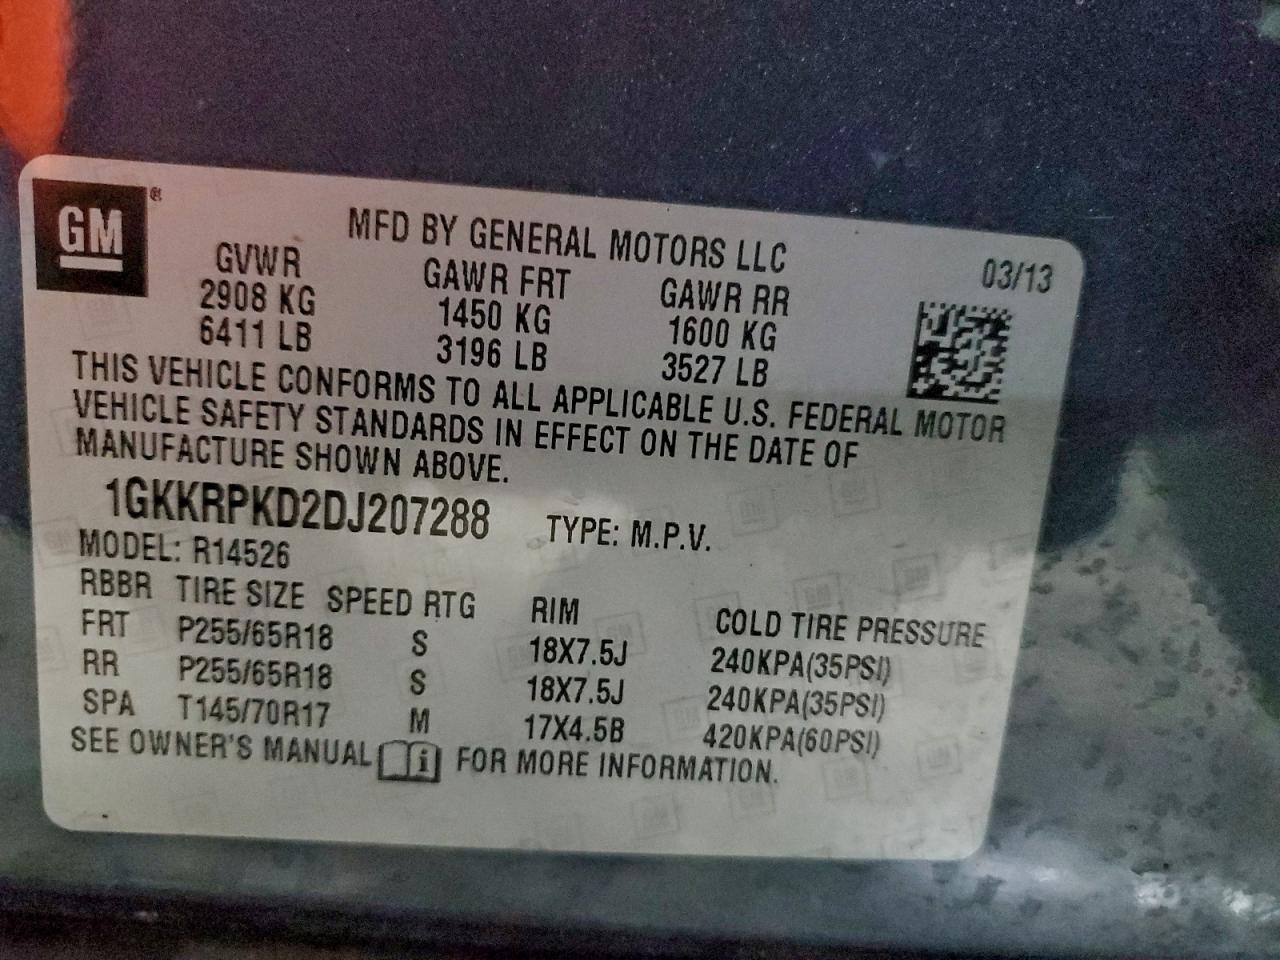 GM ®
MFD BY GENERAL MOTORS LLC
03/13
GVWR GAWR FRT GAWR RR
2908 KG 1450 KG 1600 KG
6411 LB 3196 LB 3527 LB
THIS VEHICLE CONFORMS TO ALL APPLICABLE U.S. FEDERAL MOTOR
VEHICLE SAFETY STANDARDS IN EFFECT ON THE DATE OF
MANUFACTURE SHOWN ABOVE.
1GKKRPKD2DJ207288 TYPE: M.P.V.
MODEL: R14526
RBBR TIRE SIZE SPEED RTG RIM COLD TIRE PRESSURE
FRT P255/65R18 S 18X7.5J 240KPA(35PSI)
RR P255/65R18 S 18X7.5J 240KPA(35PSI)
SPA T145/70R17 M 17X4.5B 420KPA(60PSI)
SEE OWNER'S MANUAL i FOR MORE INFORMATION.